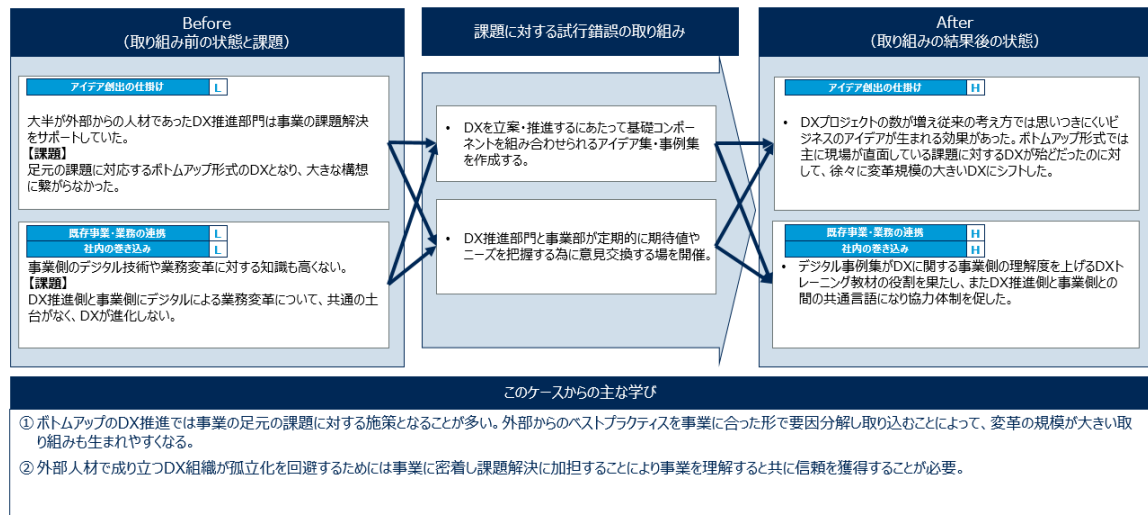 Before
（取り組み前の状態と課題）
アイデア創出の仕掛け L
大半が外部からの人材であったDX推進部門は事業の課題解決
をサポートしていた。
【課題】
足元の課題に対応するボトムアップ形式のDXとなり、大きな構想
に繋がらなかった。
既存事業・業務の連携 L
社内の巻き込み L
事業側のデジタル技術や業務変革に対する知識も高くない。
【課題】
DX推進側と事業側にデジタルによる業務変革について、共通の土
台がなく、DXが進化しない。
課題に対する試行錯誤の取り組み
• DXを立案・推進するにあたって基礎コンポー
ネントを組み合わせられるアイデア集・事例集
を作成する。
• DX推進部門と事業部が定期的に期待値や
ニーズを把握する為に意見交換する場を開催。
After
（取り組みの結果後の状態）
アイデア創出の仕掛け H
• DXプロジェクトの数が増え従来の考え方では思いつきにくいビ
ジネスのアイデアが生まれる効果があった。ボトムアップ形式では
主に現場が直面している課題に対するDXが殆どだったのに対
して、徐々に変革規模の大きいDXにシフトした。
既存事業・業務の連携 H
社内の巻き込み H
• デジタル事例集がDXに関する事業側の理解度を上げるDXト
レーニング教材の役割を果たし、またDX推進側と事業側との
間の共通言語になり協力体制を促した。
このケースからの主な学び
① ボトムアップのDX推進では事業の足元の課題に対する施策となることが多い。外部からのベストプラクティスを事業に合った形で要因分解し取り込むことによって、変革の規模が大きい取
り組みも生まれやすくなる。
② 外部人材で成り立つDX組織が孤立化を回避するためには事業に密着し課題解決に加担することにより事業を理解すると共に信頼を獲得することが必要。